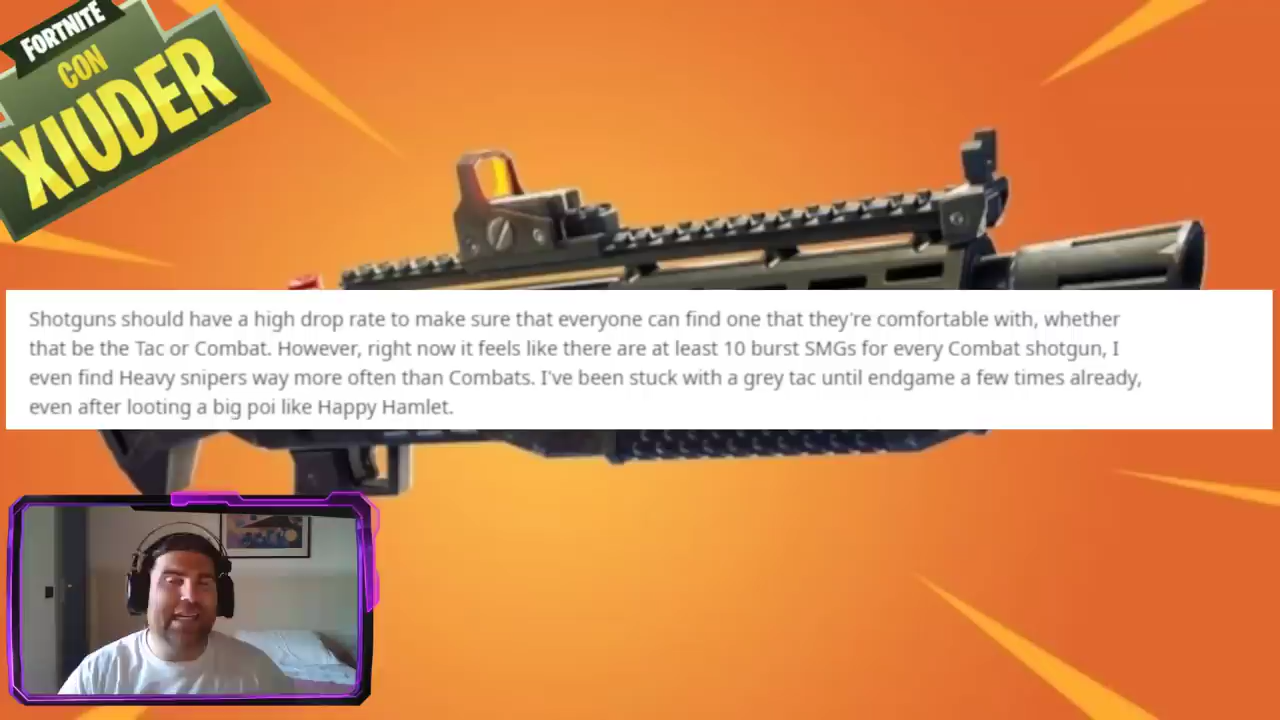 FORTNITE
CON
XIUDER
Shotguns should have a high drop rate to make sure that everyone can find one that they're comfortable with, whether
that be the Tac or Combat. However, right now it feels like there are at least 10 burst SMGs for every Combat shotgun, I
even find Heavy snipers way more often than Combats. I've been stuck with a grey tac until endgame a few times already,
even after looting a big poi like Happy Hamlet.